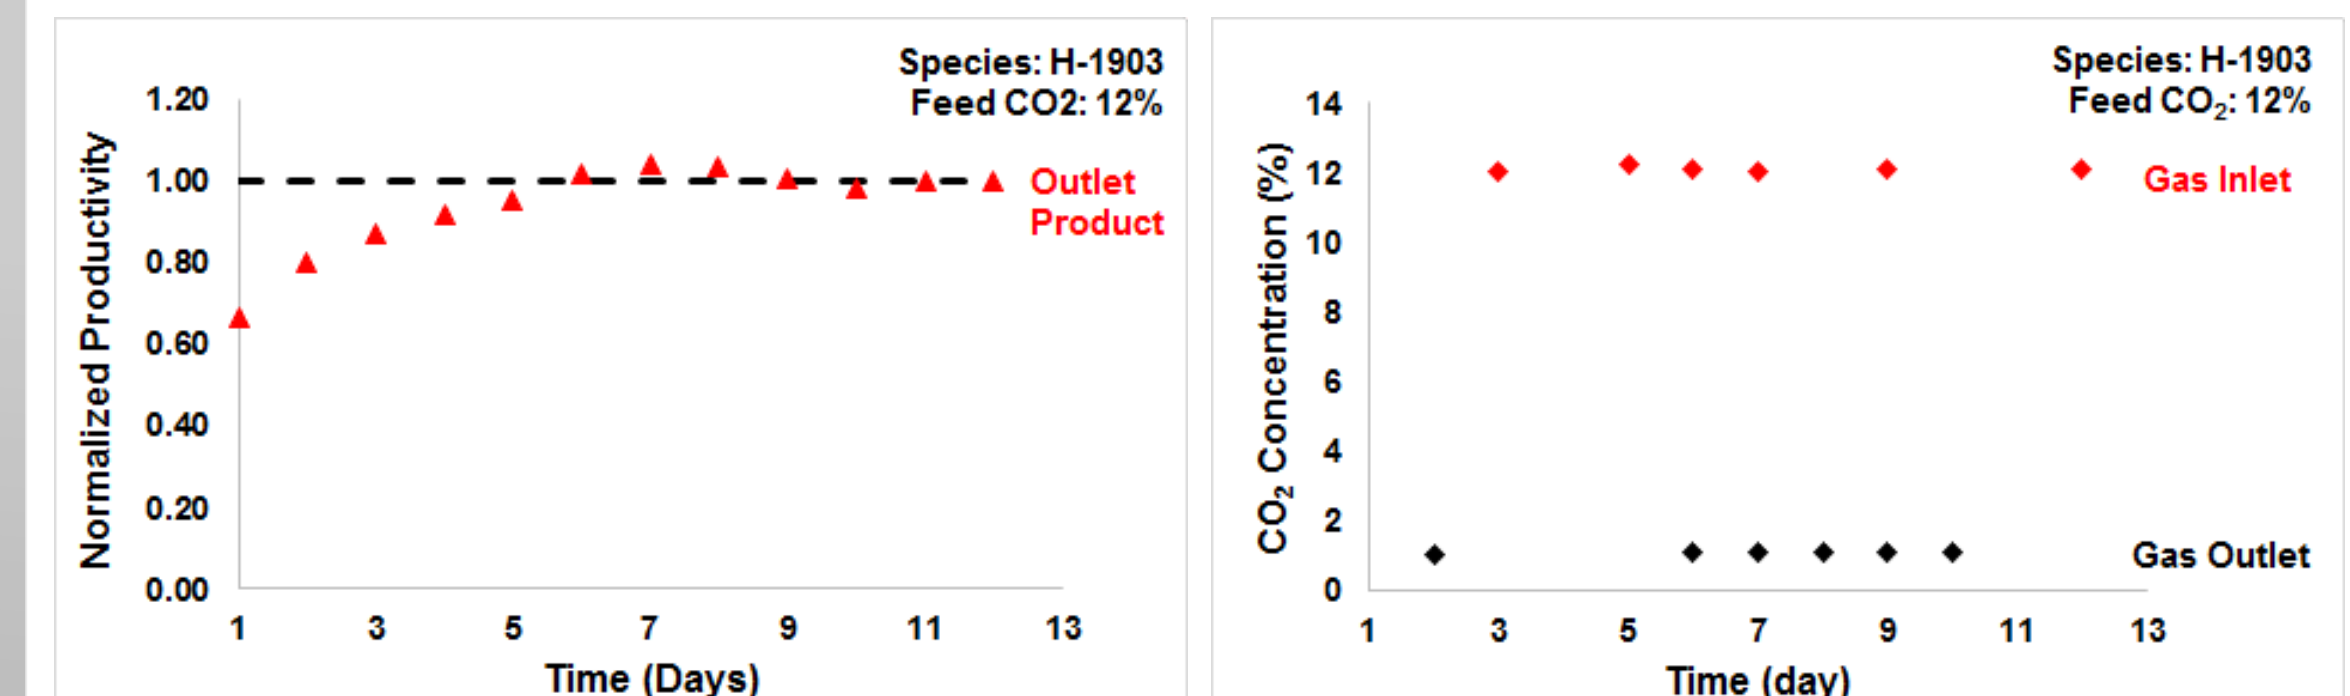 Species: H-1903
Feed CO2: 12%
1.20
1.00
0.80
0.60
0.40
0.20
0.00
Normalized Productivity
Outlet
Product
1 3 5 7 9 11 13
Time (Days)
Species: H-1903
Feed CO₂: 12%
14
12
10
8
6
4
2
0
CO₂ Concentration (%)
Gas Inlet
Gas Outlet
1 3 5 7 9 11 13
Time (day)